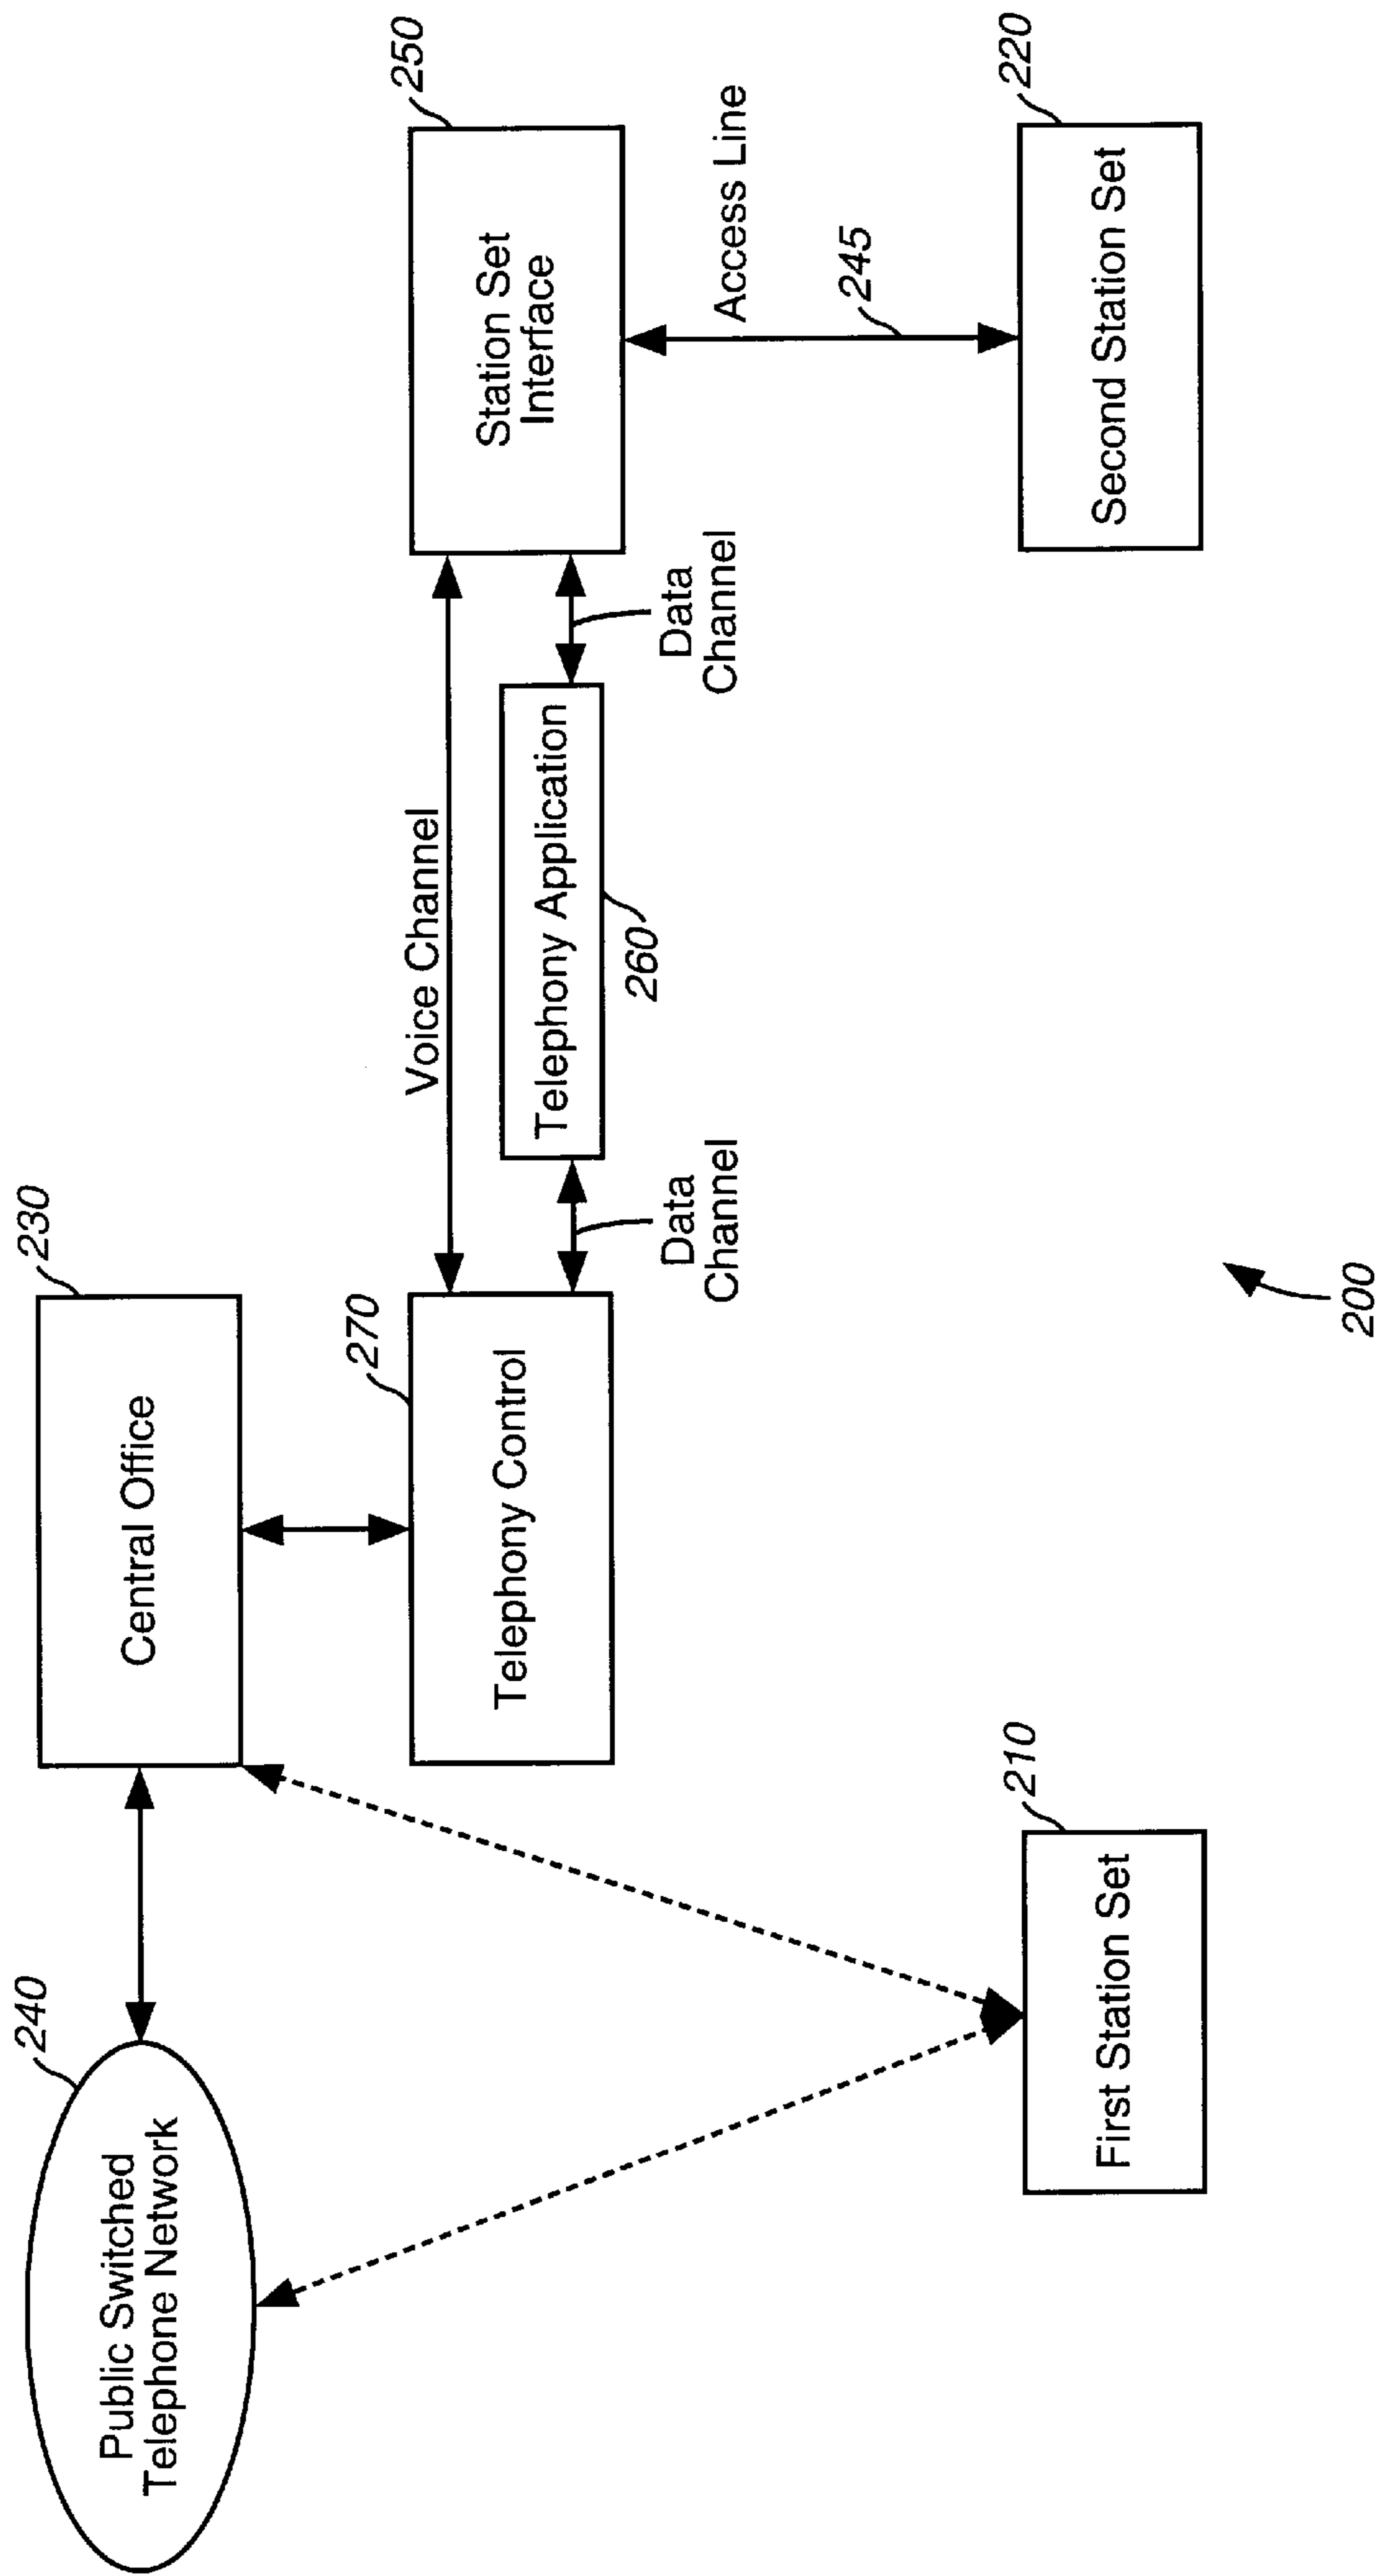 240
Public Switched
Telephone Network
230
Central Office
270
Telephony Control
Voice Channel
Data
Channel
Telephony Application
260
Data
Channel
250
Station Set
Interface
Access Line
245
210
First Station Set
220
Second Station Set
200